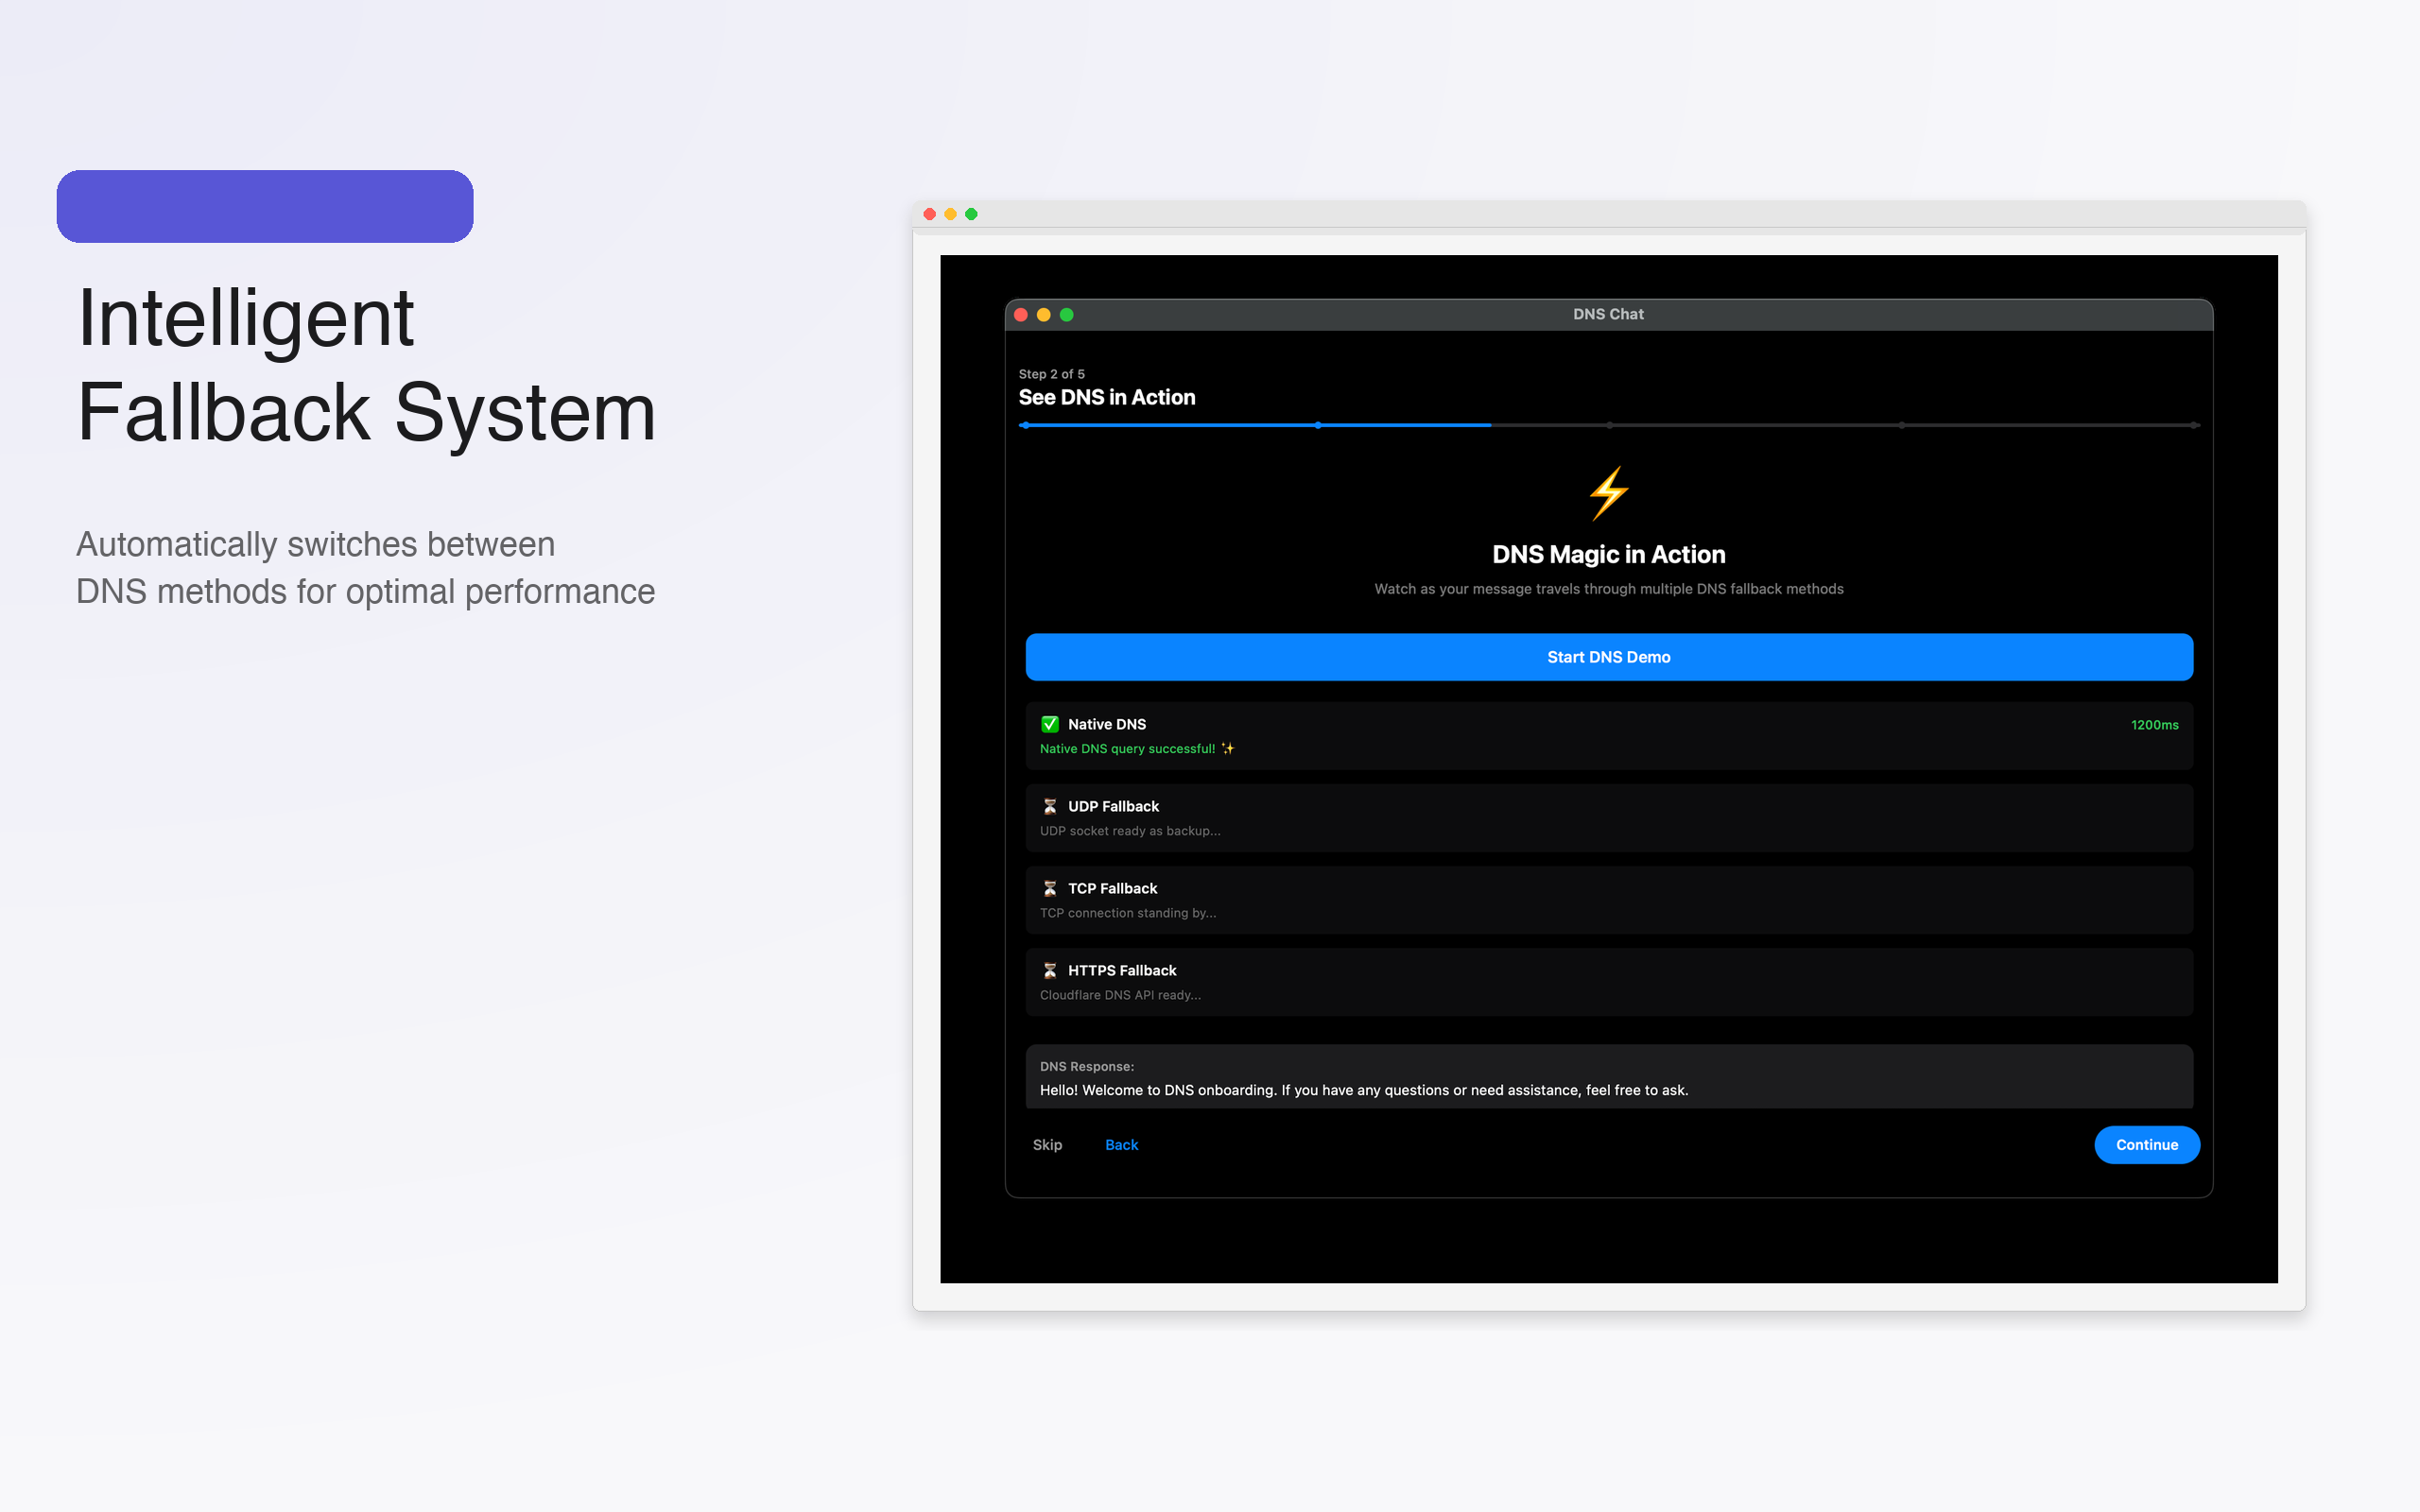 Intelligent
Fallback System
Automatically switches between
DNS methods for optimal performance
DNS Chat
Step 2 of 5
See DNS in Action
DNS Magic in Action
Watch as your message travels through multiple DNS fallback methods
Start DNS Demo
Native DNS 1200ms
Native DNS query successful!
UDP Fallback
UDP socket ready as backup...
TCP Fallback
TCP connection standing by...
HTTPS Fallback
Cloudflare DNS API ready...
DNS Response:
Hello! Welcome to DNS onboarding. If you have any questions or need assistance, feel free to ask.
Skip Back Continue